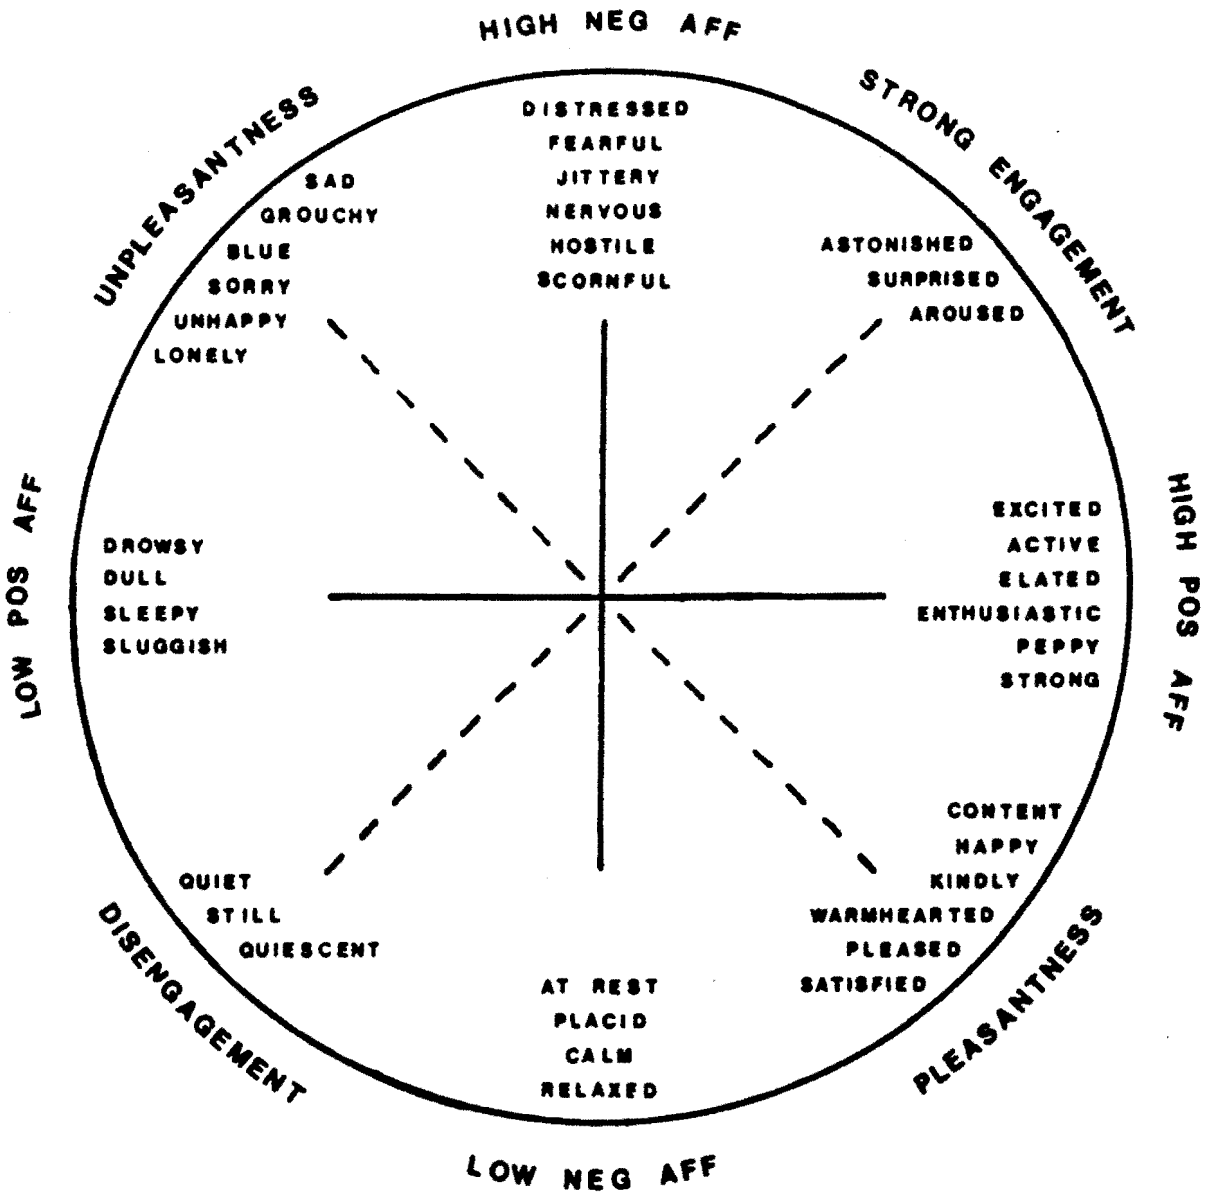 HIGH NEG AFF
DISTRESSED
FEARFUL
JITTERY
NERVOUS
HOSTILE
SCORNFUL
STRONG ENGAGEMENT
ASTONISHED
SURPRISED
AROUSED
HIGH POS AFF
EXCITED
ACTIVE
ELATED
ENTHUSIASTIC
PEPPY
STRONG
PLEASANTNESS
CONTENT
HAPPY
KINDLY
WARMHEARTED
PLEASED
SATISFIED
LOW NEG AFF
AT REST
PLACID
CALM
RELAXED
DISENGAGEMENT
QUIET
STILL
QUIESCENT
LOW POS AFF
DROWSY
DULL
SLEEPY
SLUGGISH
UNPLEASANTNESS
SAD
GROUCHY
BLUE
SORRY
UNHAPPY
LONELY